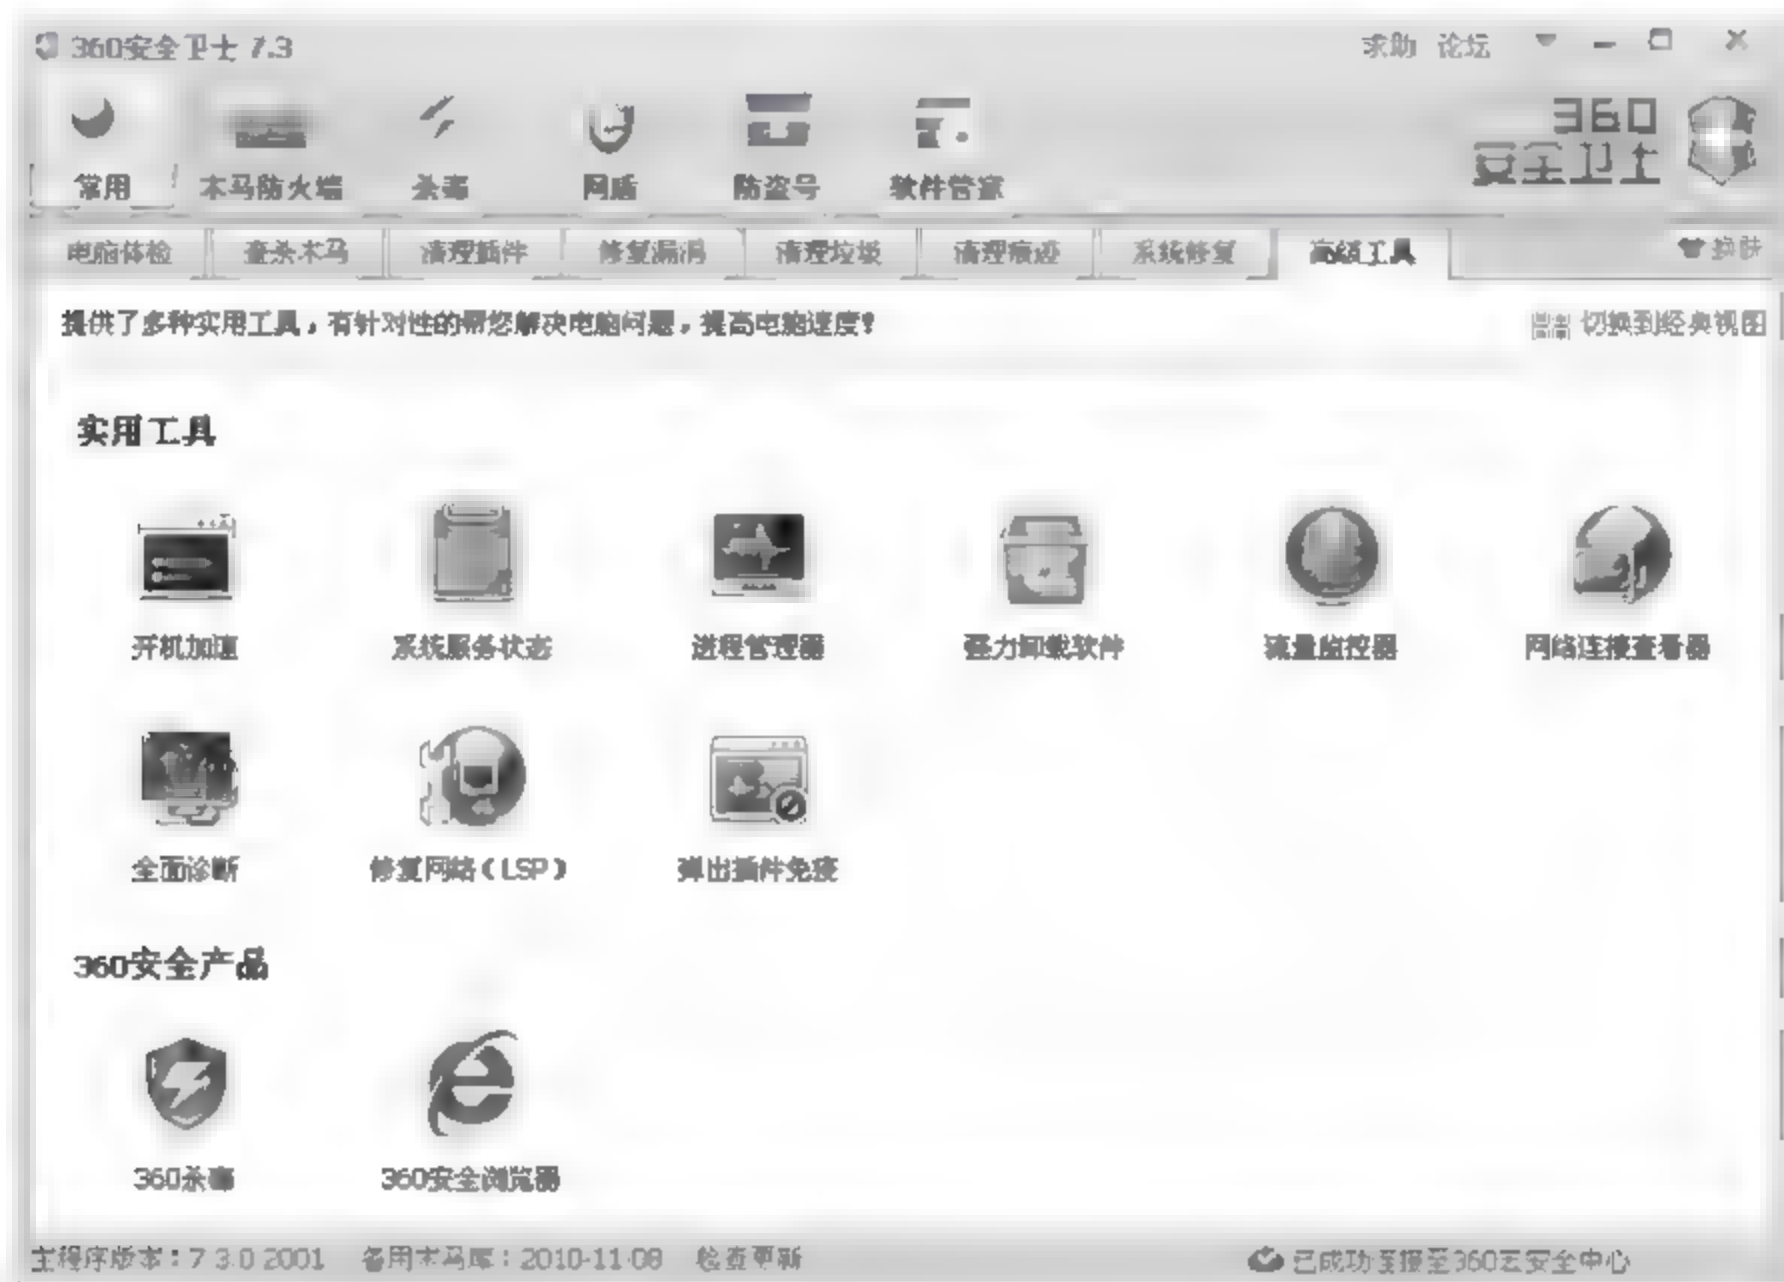 360安全卫士 7.3
求助 论坛
360
安全卫士
常用 木马防火墙 杀毒 网盾 防盗号 软件管家
电脑体检 查杀木马 清理插件 修复漏洞 清理垃圾 清理痕迹 系统修复 高级工具 换肤
提供了多种实用工具，有针对性的帮您解决电脑问题，提高电脑速度！
切换到经典视图
实用工具
开机加速 系统服务状态 进程管理器 强力卸载软件 流量监控器 网络连接查看器
全面诊断 修复网络（LSP） 弹出插件免疫
360安全产品
360杀毒 360安全浏览器
主程序版本：7.3.0.2001 备用木马库：2010-11-08 检查更新
已成功连接至360云安全中心